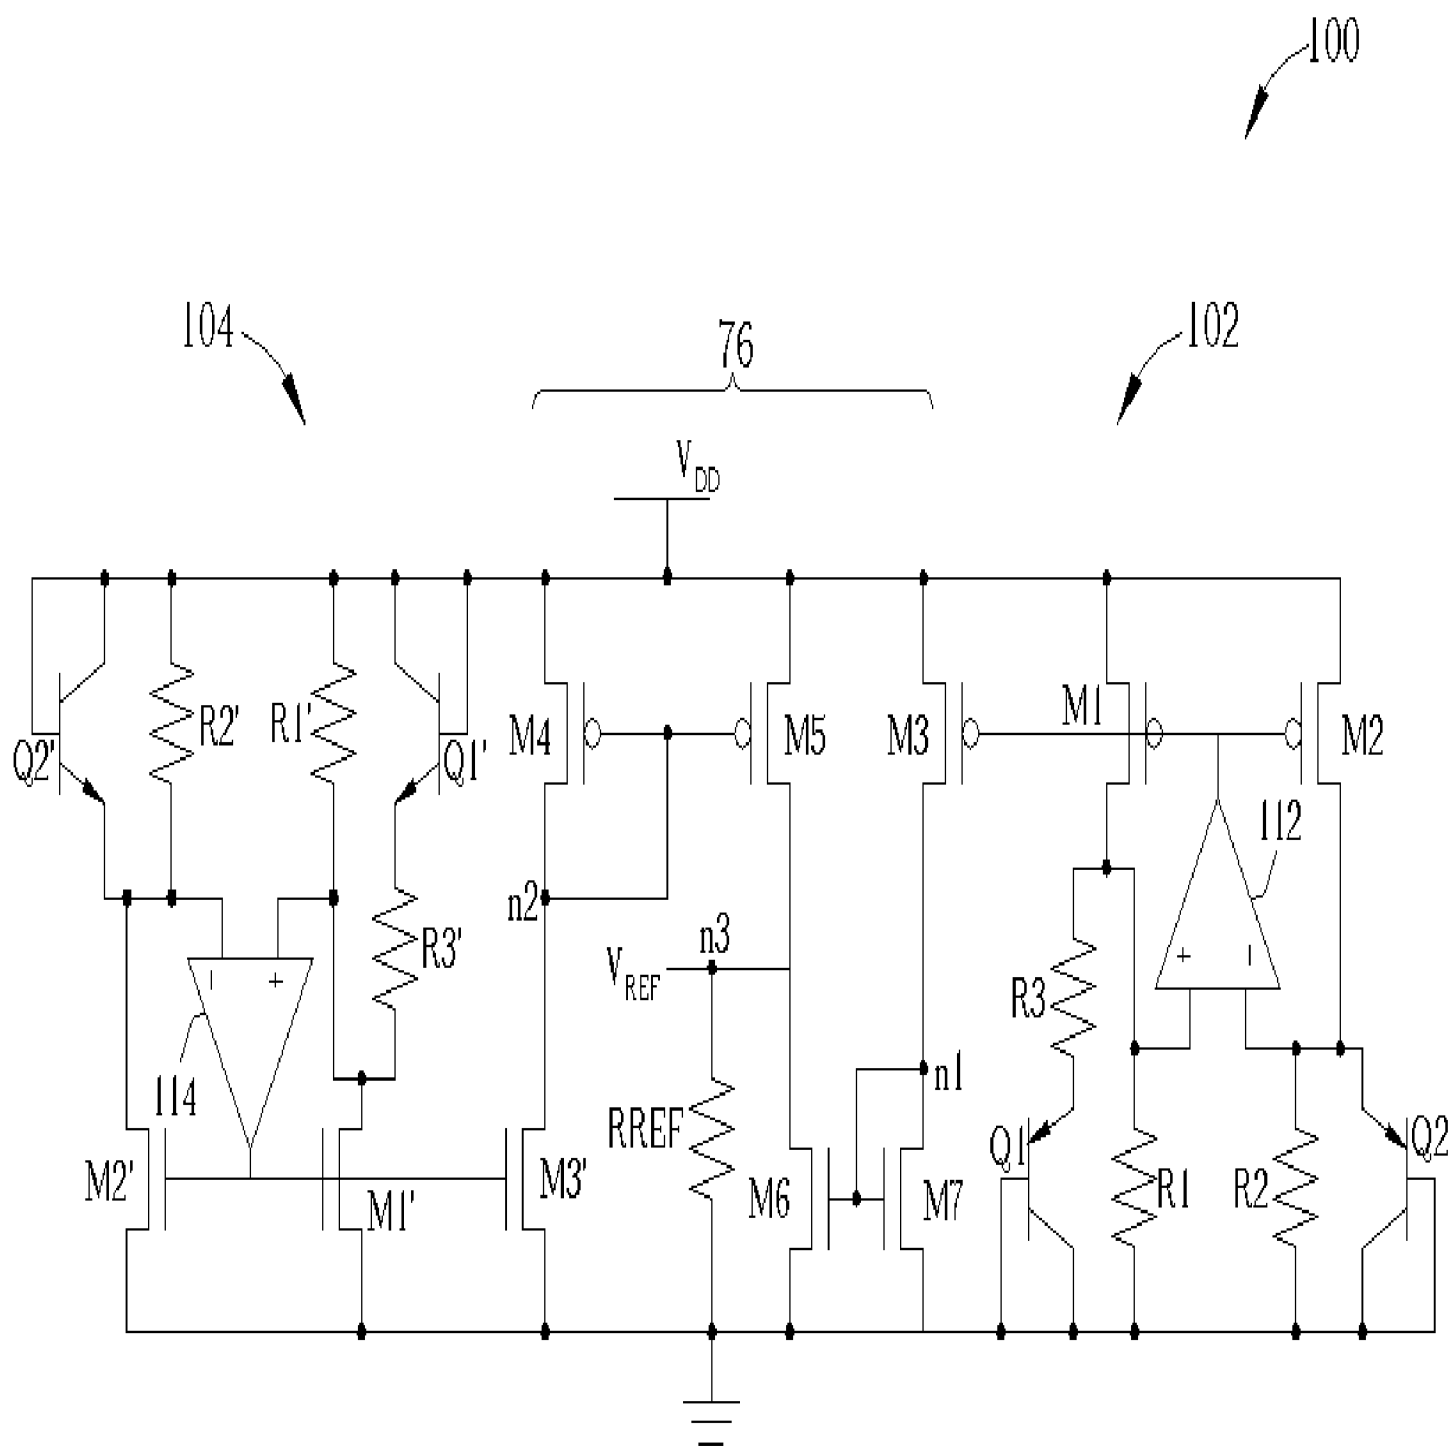 100
104
76
102
VDD
Q2'
R2'
R1'
Q1'
M4
M5
M3
M1
M2
112
n2
R3'
n3
VREF
- +
+ -
R3
114
n1
RREF
Q1
Q2
M2'
M1'
M3'
M6
M7
R1
R2